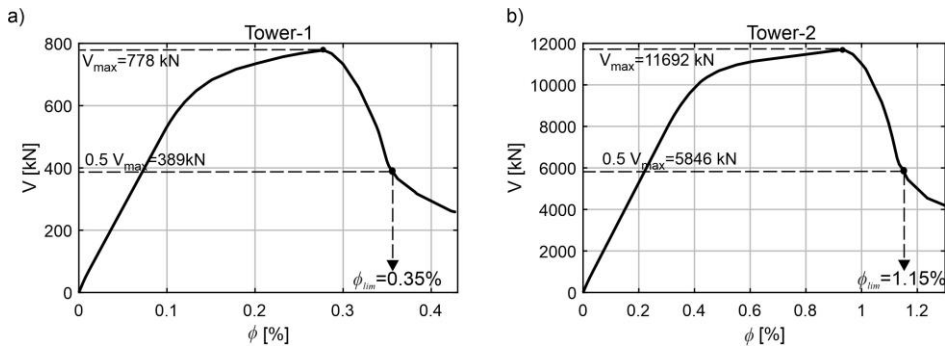 a)
Tower-1
V [kN]
800
600
400
200
0
V_max=778 kN
0.5 V_max=389kN
ϕ_lim=0.35%
0
0.1
0.2
0.3
0.4
ϕ [%]
b)
Tower-2
V [kN]
12000
10000
8000
6000
4000
2000
0
V_max=11692 kN
0.5 V_max=5846 kN
ϕ_lim=1.15%
0
0.2
0.4
0.6
0.8
1
1.2
ϕ [%]